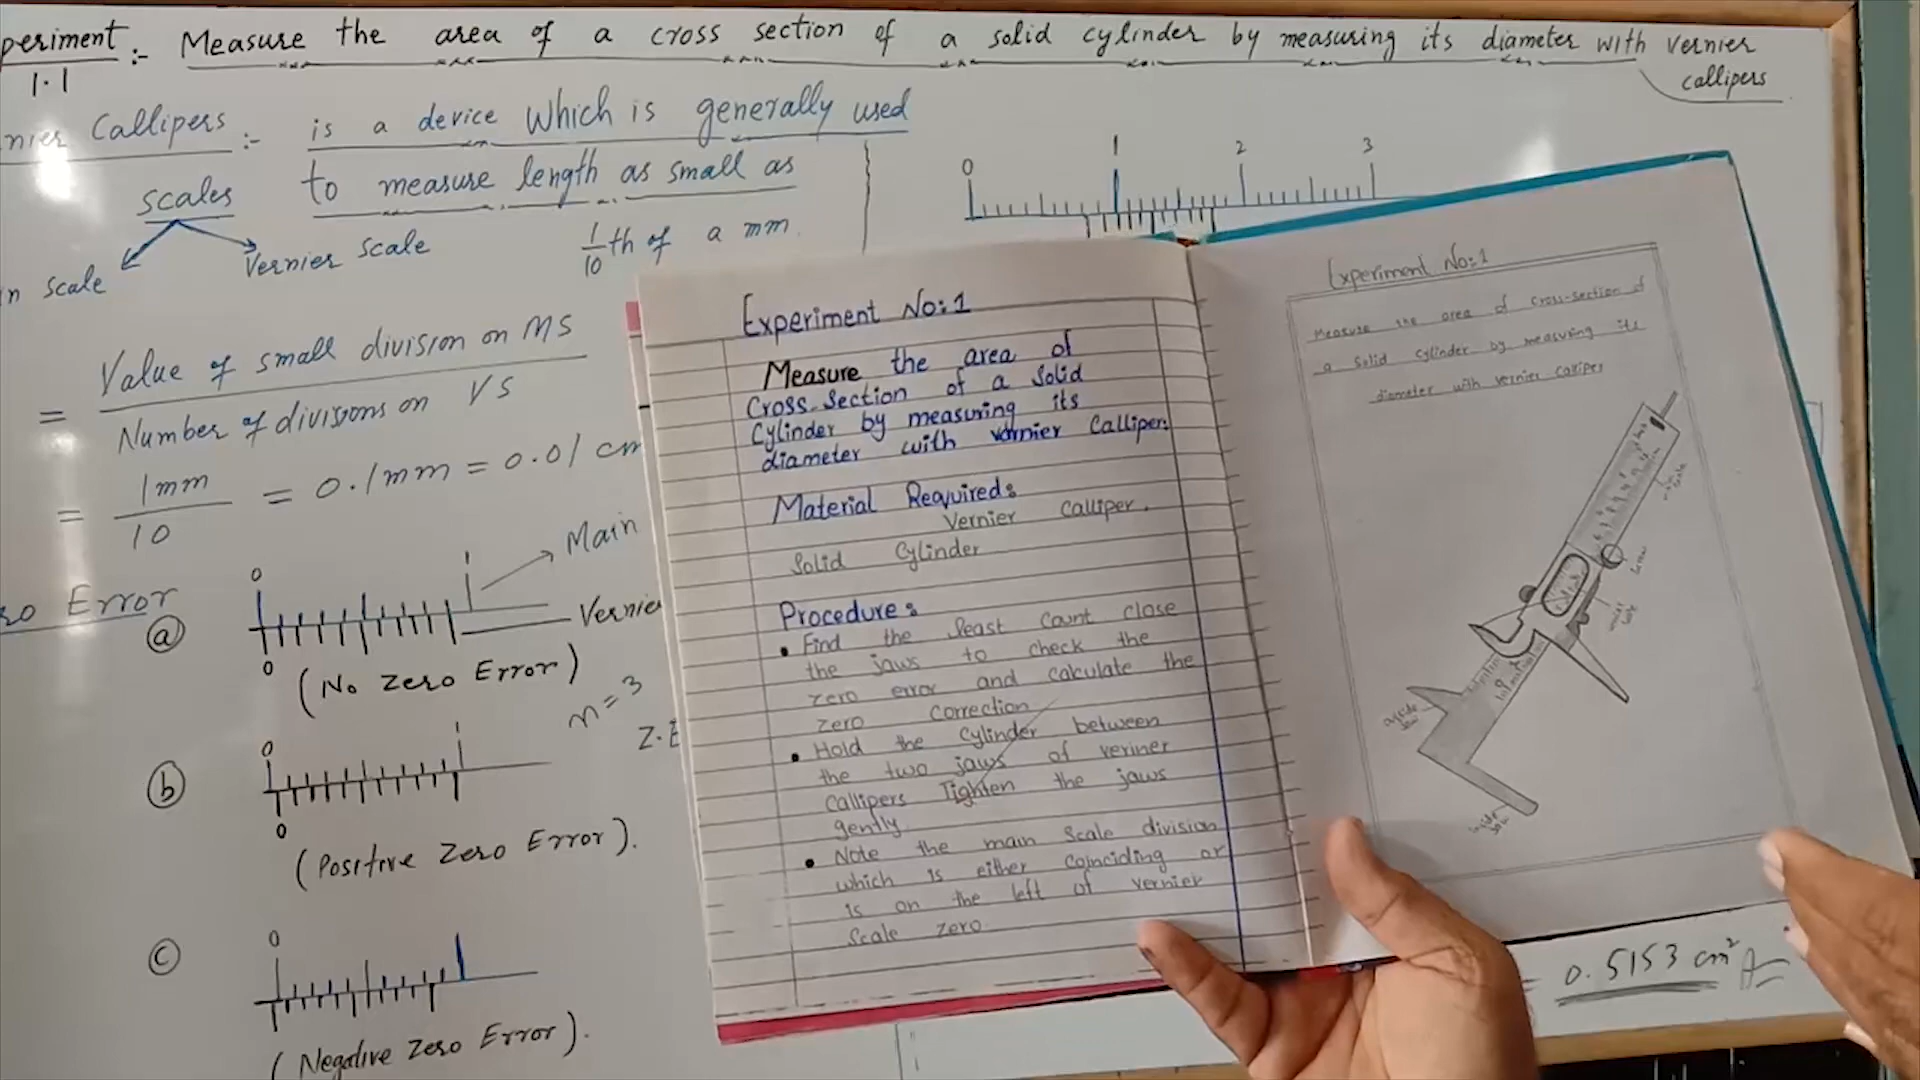 periment :- Measure the area of a cross section of a solid cylinder by measuring its diameter with vernier
1.1
callipers
nier Callipers :- is a device which is generally used
to measure length as small as
1/10 th of a mm.
scales
n scale
Vernier scale
= Value of small division on MS
Number of divisions on VS
= 1mm / 10 = 0.1mm = 0.01 cm
ro Error
0 1
Main
Vernier
(a)
0
(No Zero Error)
n = 3
Z.E
(b)
0
0
(Positive Zero Error).
(c)
0
(Negative Zero Error).
0 1 2 3
Experiment No:1
Measure the area of
Cross-Section of a Solid
Cylinder by measuring its
diameter with vernier Calliper.
Material Required:
Vernier Calliper.
Solid Cylinder
Procedure:
• Find the least count close
the jaws to check the
zero error and calculate the
zero correction
• Hold the cylinder between
the two jaws of veriner
callipers Tighten the jaws
gently
• Note the main scale division
which is either coinciding or
is on the left of vernier
Scale zero.
Experiment No:1
Measure the area of cross-section of
a solid cylinder by measuring its
diameter with vernier caliper
= 0.5153 cm²